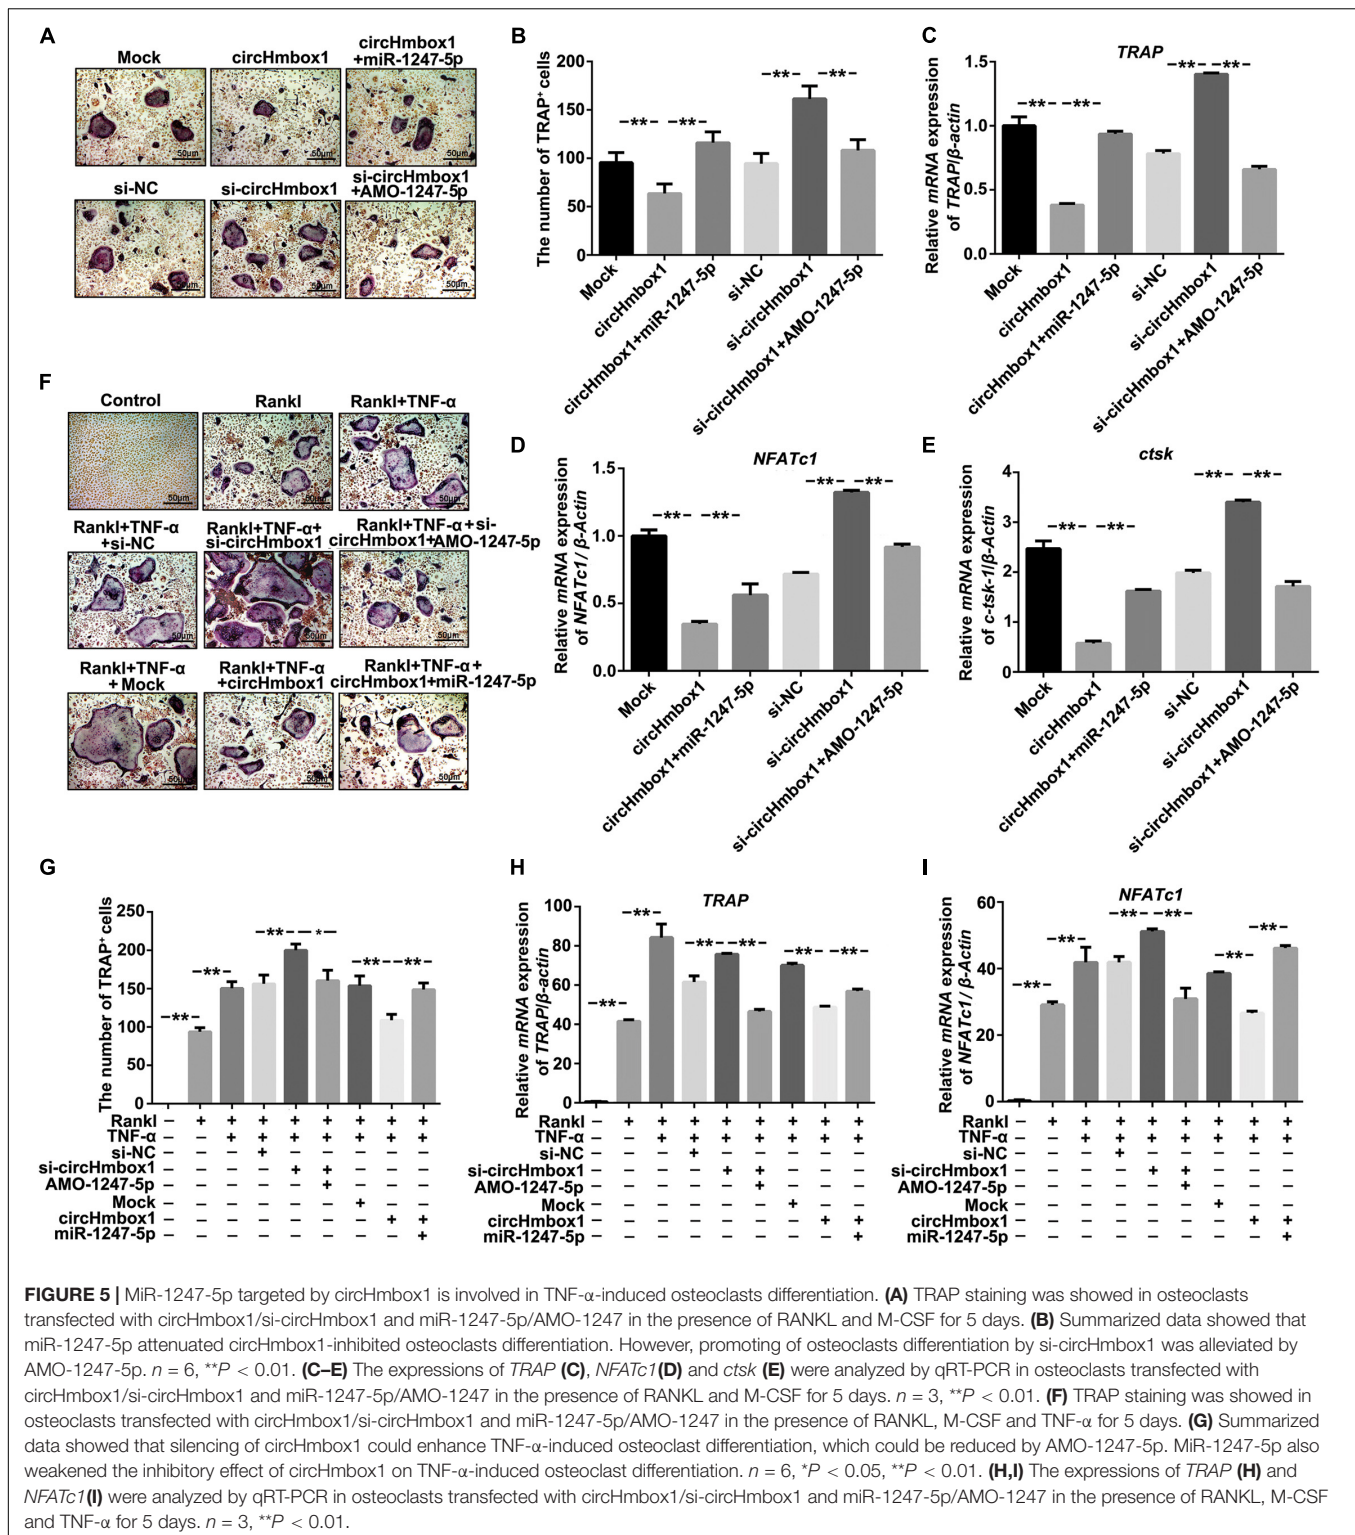 A
Mock
circHmbox1
circHmbox1
+miR-1247-5p
50μm
50μm
50μm
si-NC
si-circHmbox1
si-circHmbox1
+AMO-1247-5p
50μm
50μm
50μm
B
The number of TRAP+ cells
200
150
100
50
0
** ** ** **
Mock
circHmbox1
circHmbox1+miR-1247-5p
si-NC
si-circHmbox1
si-circHmbox1+AMO-1247-5p
C
TRAP
Relative mRNA expression
of TRAP/β-actin
1.5
1.0
0.5
0.0
** ** ** **
Mock
circHmbox1
circHmbox1+miR-1247-5p
si-NC
si-circHmbox1
si-circHmbox1+AMO-1247-5p
F
Control
Rankl
Rankl+TNF-α
50μm
50μm
50μm
Rankl+TNF-α
+si-NC
Rankl+TNF-α+
si-circHmbox1
Rankl+TNF-α+si-
circHmbox1+AMO-1247-5p
50μm
50μm
50μm
Rankl+TNF-α
+Mock
Rankl+TNF-α
+circHmbox1
Rankl+TNF-α+
circHmbox1+miR-1247-5p
50μm
50μm
50μm
D
NFATc1
Relative mRNA expression
of NFATc1/ β-Actin
1.5
1.0
0.5
0.0
** ** ** **
Mock
circHmbox1
circHmbox1+miR-1247-5p
si-NC
si-circHmbox1
si-circHmbox1+AMO-1247-5p
E
ctsk
Relative mRNA expression
of c-tsk-1/β-Actin
4
3
2
1
0
** ** ** **
Mock
circHmbox1
circHmbox1+miR-1247-5p
si-NC
si-circHmbox1
si-circHmbox1+AMO-1247-5p
G
The number of TRAP+ cells
250
200
150
100
50
0
** ** ** * ** **
Rankl – + + + + + + + +
TNF-α – – + + + + + + +
si-NC – – – + – – – – –
si-circHmbox1 – – – – + + – – –
AMO-1247-5p – – – – – + – – –
Mock – – – – – – + – –
circHmbox1 – – – – – – – + +
miR-1247-5p – – – – – – – – +
H
TRAP
Relative mRNA expression
of TRAP/β-actin
100
80
60
40
20
0
** ** ** ** ** **
Rankl – + + + + + + + +
TNF-α – – + + + + + + +
si-NC – – – + – – – – –
si-circHmbox1 – – – – + + – – –
AMO-1247-5p – – – – – + – – –
Mock – – – – – – + – –
circHmbox1 – – – – – – – + +
miR-1247-5p – – – – – – – – +
I
NFATc1
Relative mRNA expression
of NFATc1/ β-Actin
60
40
20
0
** ** ** ** ** **
Rankl – + + + + + + + +
TNF-α – – + + + + + + +
si-NC – – – + – – – – –
si-circHmbox1 – – – – + + – – –
AMO-1247-5p – – – – – + – – –
Mock – – – – – – + – –
circHmbox1 – – – – – – – + +
miR-1247-5p – – – – – – – – +
FIGURE 5 | MiR-1247-5p targeted by circHmbox1 is involved in TNF-α-induced osteoclasts differentiation. (A) TRAP staining was showed in osteoclasts
transfected with circHmbox1/si-circHmbox1 and miR-1247-5p/AMO-1247 in the presence of RANKL and M-CSF for 5 days. (B) Summarized data showed that
miR-1247-5p attenuated circHmbox1-inhibited osteoclasts differentiation. However, promoting of osteoclasts differentiation by si-circHmbox1 was alleviated by
AMO-1247-5p. n = 6, **P < 0.01. (C–E) The expressions of TRAP (C), NFATc1(D) and ctsk (E) were analyzed by qRT-PCR in osteoclasts transfected with
circHmbox1/si-circHmbox1 and miR-1247-5p/AMO-1247 in the presence of RANKL and M-CSF for 5 days. n = 3, **P < 0.01. (F) TRAP staining was showed in
osteoclasts transfected with circHmbox1/si-circHmbox1 and miR-1247-5p/AMO-1247 in the presence of RANKL, M-CSF and TNF-α for 5 days. (G) Summarized
data showed that silencing of circHmbox1 could enhance TNF-α-induced osteoclast differentiation, which could be reduced by AMO-1247-5p. MiR-1247-5p also
weakened the inhibitory effect of circHmbox1 on TNF-α-induced osteoclast differentiation. n = 6, *P < 0.05, **P < 0.01. (H,I) The expressions of TRAP (H) and
NFATc1(I) were analyzed by qRT-PCR in osteoclasts transfected with circHmbox1/si-circHmbox1 and miR-1247-5p/AMO-1247 in the presence of RANKL, M-CSF
and TNF-α for 5 days. n = 3, **P < 0.01.